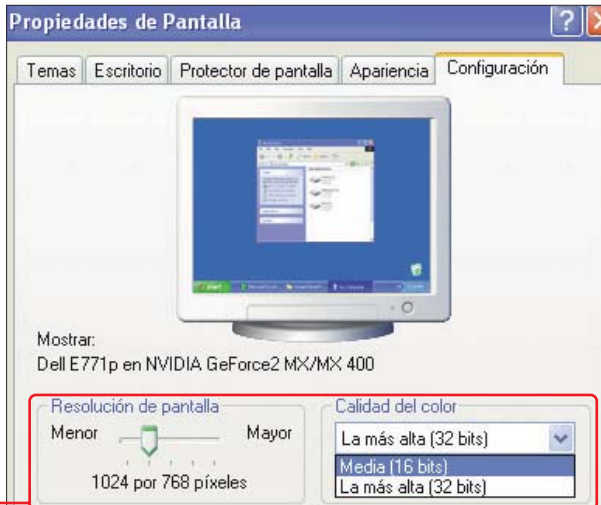 Propiedades de Pantalla
Temas Escritorio Protector de pantalla Apariencia Configuración
Mostrar:
Dell E771p en NVIDIA GeForce2 MX/MX 400
Resolución de pantalla
Menor Mayor
1024 por 768 píxeles
Calidad del color
La más alta (32 bits)
Media (16 bits)
La más alta (32 bits)